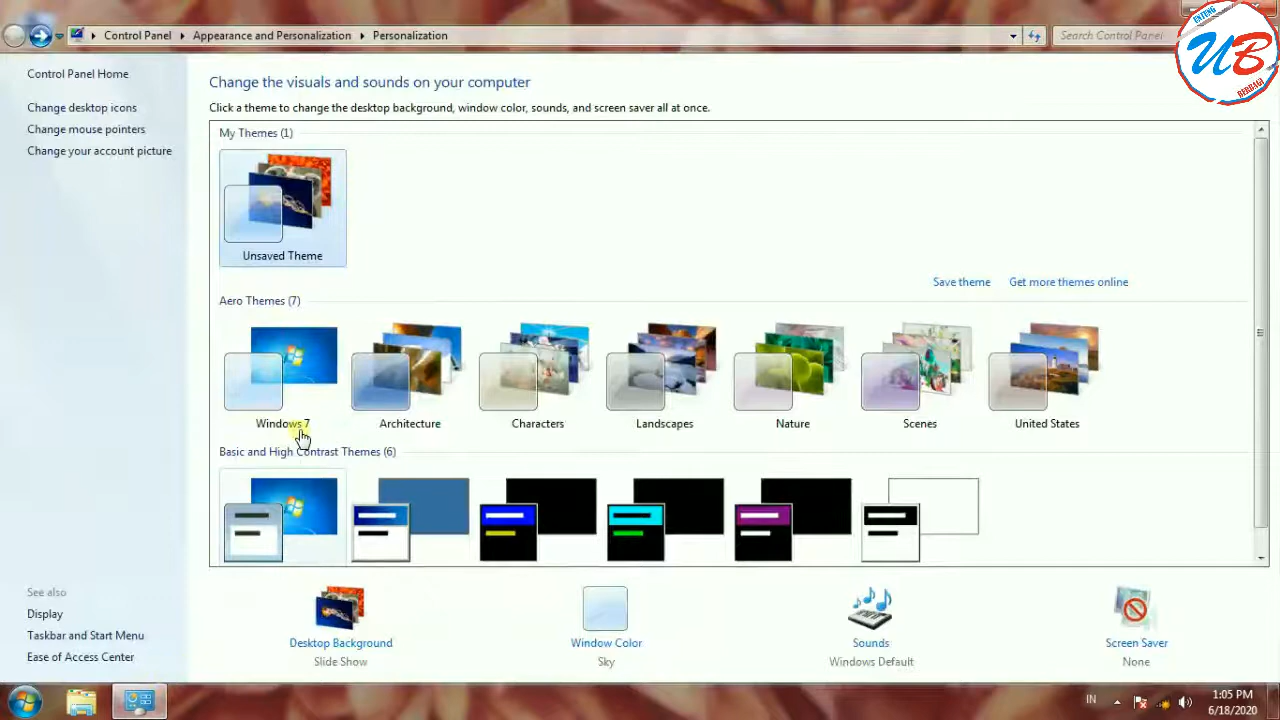 Control Panel
Appearance and Personalization
Personalization
Search Control Panel
ENTENG
UB
BERBAGI
Control Panel Home
Change desktop icons
Change mouse pointers
Change your account picture
Change the visuals and sounds on your computer
Click a theme to change the desktop background, window color, sounds, and screen saver all at once.
My Themes (1)
Unsaved Theme
Save theme
Get more themes online
Aero Themes (7)
Windows 7
Architecture
Characters
Landscapes
Nature
Scenes
United States
Basic and High Contrast Themes (6)
See also
Display
Taskbar and Start Menu
Ease of Access Center
Desktop Background
Slide Show
Window Color
Sky
Sounds
Windows Default
Screen Saver
None
IN
1:05 PM
6/18/2020